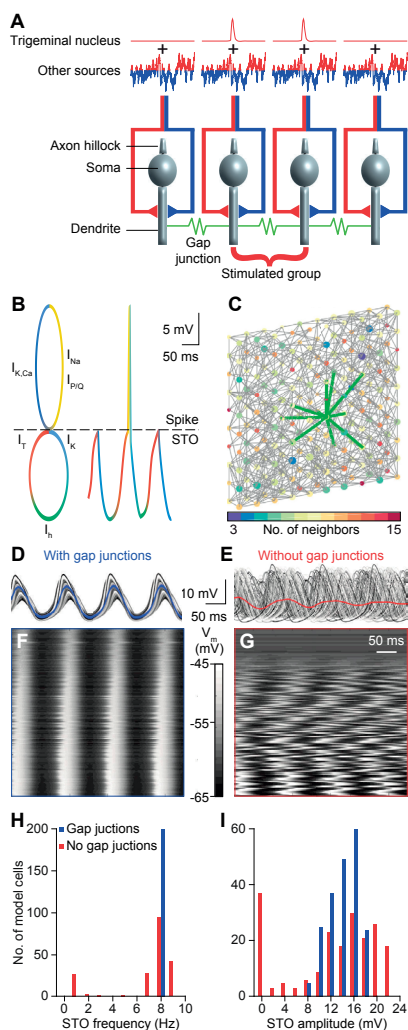 A
Trigeminal nucleus
+ + + +
Other sources
Axon hillock
Soma
Dendrite
Gap
junction
Stimulated group
B
5 mV
50 ms
I_K,Ca
I_Na
I_P/Q
Spike
STO
I_T
I_K
I_h
C
3 No. of neighbors 15
D With gap junctions
10 mV
50 ms
E Without gap junctions
F
V_m
(mV)
-45
-55
-65
G
50 ms
H
Gap juctions
No gap juctions
No. of model cells
200
150
100
50
0
0 2 4 6 8 10
STO frequency (Hz)
I
60
40
20
0
0 4 8 12 16 20 24
STO amplitude (mV)